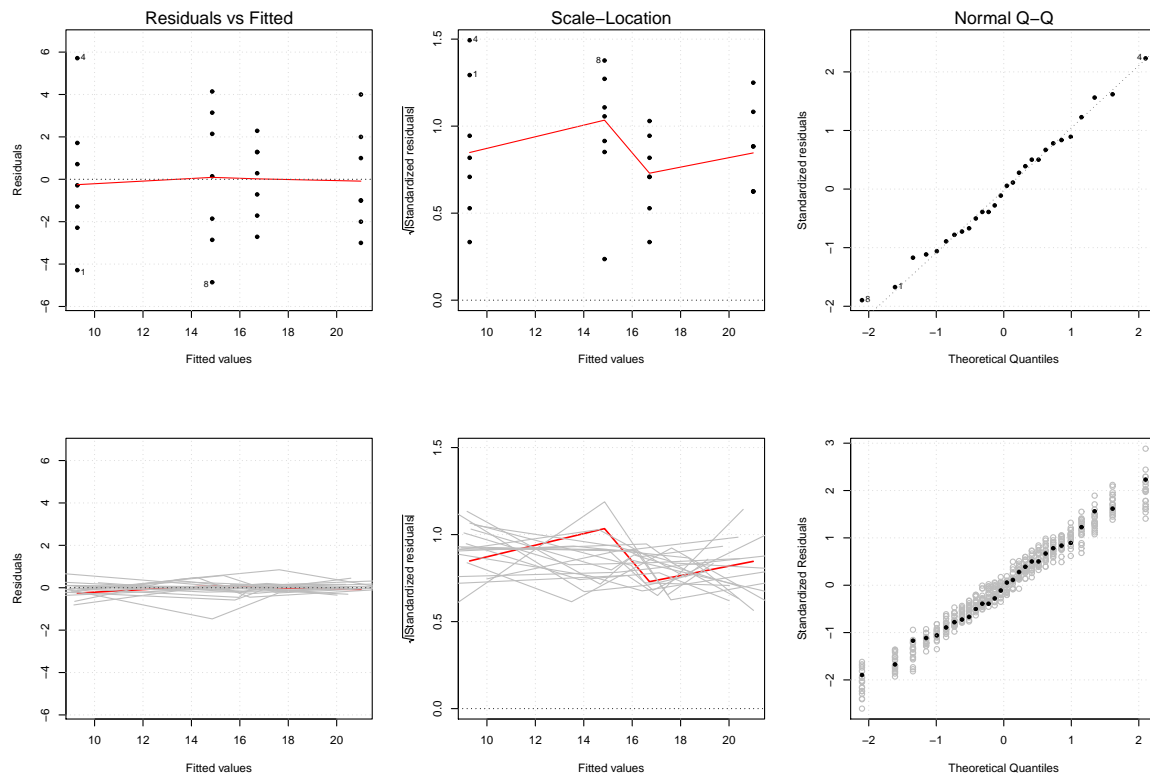 Residuals vs Fitted
Residuals
6
4
2
0
−2
−4
−6
4
1
8
10 12 14 16 18 20
Fitted values
Scale−Location
√|Standardized residuals|
1.5
1.0
0.5
0.0
4
1
8
10 12 14 16 18 20
Fitted values
Normal Q−Q
Standardized residuals
2
1
0
−1
−2
4
1
8
−2 −1 0 1 2
Theoretical Quantiles
Residuals
6
4
2
0
−2
−4
−6
10 12 14 16 18 20
Fitted values
√|Standardized residuals|
1.5
1.0
0.5
0.0
10 12 14 16 18 20
Fitted values
Standardized Residuals
3
2
1
0
−1
−2
−2 −1 0 1 2
Theoretical Quantiles